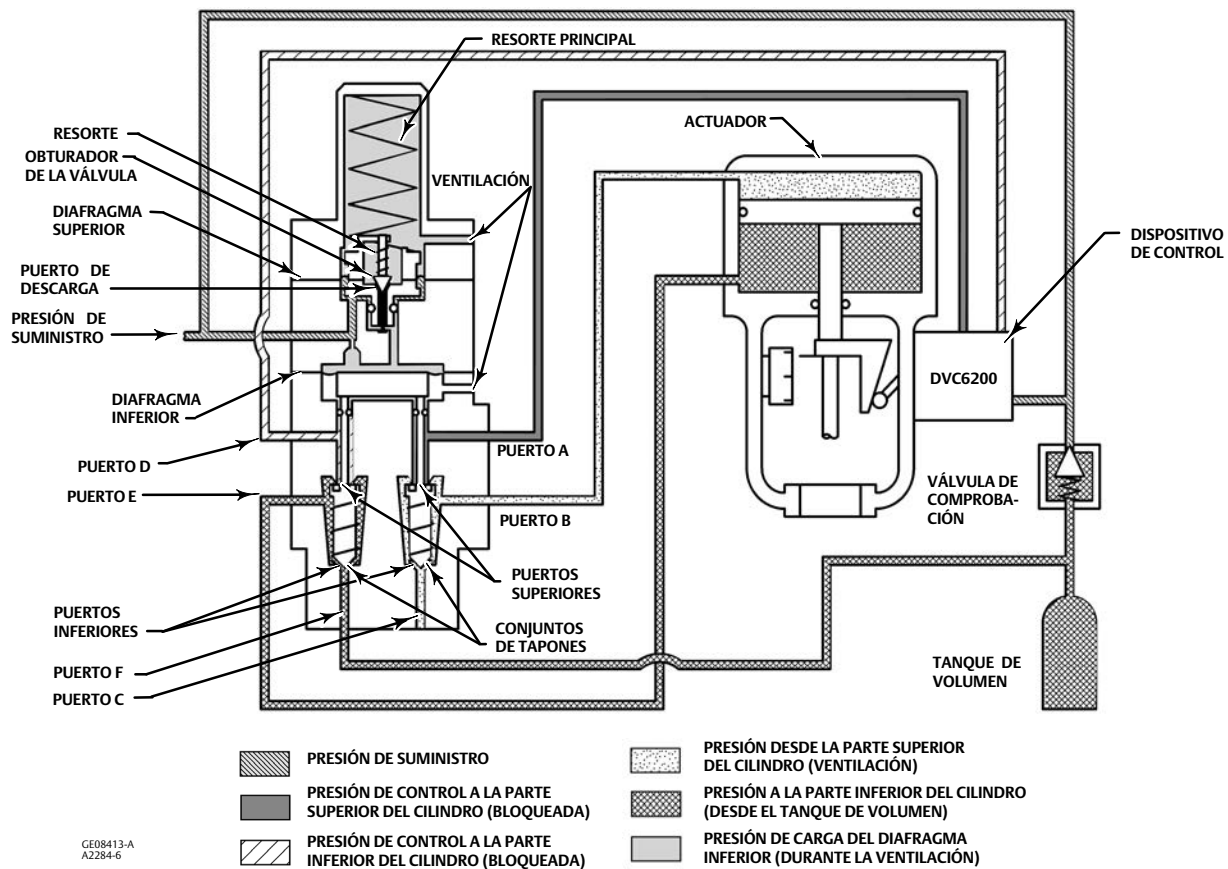 RESORTE PRINCIPAL
ACTUADOR
RESORTE
OBTURADOR
DE LA VÁLVULA
VENTILACIÓN
DIAFRAGMA
SUPERIOR
DISPOSITIVO
DE CONTROL
PUERTO DE
DESCARGA
PRESIÓN DE
SUMINISTRO
DVC6200
DIAFRAGMA
INFERIOR
PUERTO A
PUERTO D
VÁLVULA DE
COMPROBA-
CIÓN
PUERTO E
PUERTO B
PUERTOS
SUPERIORES
PUERTOS
INFERIORES
CONJUNTOS
DE TAPONES
PUERTO F
TANQUE DE
VOLUMEN
PUERTO C
PRESIÓN DE SUMINISTRO
PRESIÓN DE CONTROL A LA PARTE
SUPERIOR DEL CILINDRO (BLOQUEADA)
PRESIÓN DE CONTROL A LA PARTE
INFERIOR DEL CILINDRO (BLOQUEADA)
PRESIÓN DESDE LA PARTE SUPERIOR
DEL CILINDRO (VENTILACIÓN)
PRESIÓN A LA PARTE INFERIOR DEL CILINDRO
(DESDE EL TANQUE DE VOLUMEN)
PRESIÓN DE CARGA DEL DIAFRAGMA
INFERIOR (DURANTE LA VENTILACIÓN)
GE08413-A
A2284-6